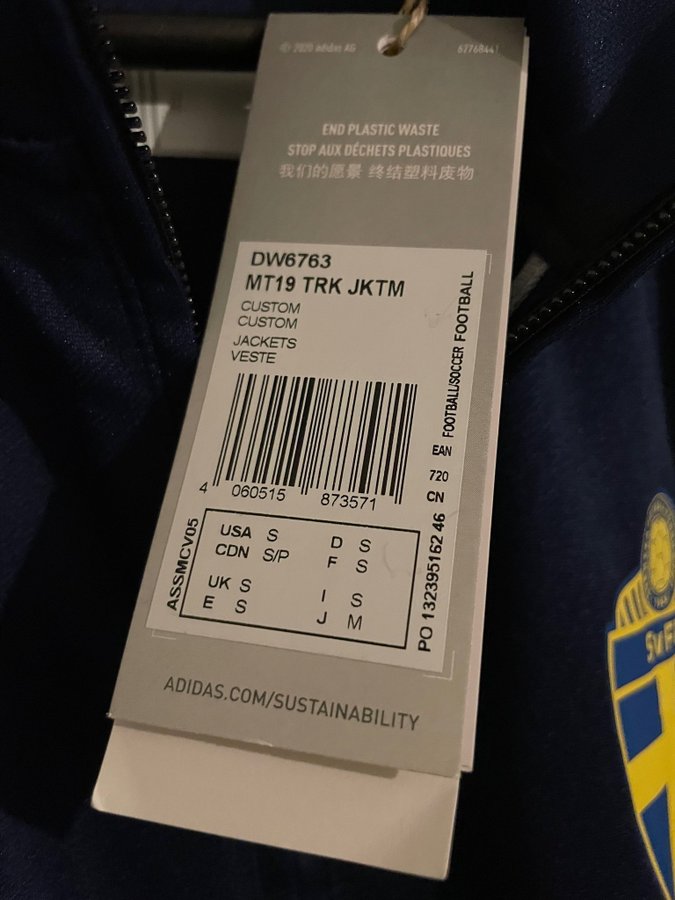 © 2020 adidas AG
67768441
END PLASTIC WASTE
STOP AUX DÉCHETS PLASTIQUES
我们的愿景 终结塑料废物
DW6763
MT19 TRK JKTM
CUSTOM
CUSTOM
JACKETS
VESTE
4 060515 873571
USA S
CDN S/P
UK S
E S
D S
F S
I S
J M
ASSMCV05
FOOTBALL/SOCCER FOOTBALL
EAN
720
CN
PO 132395162 46
ADIDAS.COM/SUSTAINABILITY